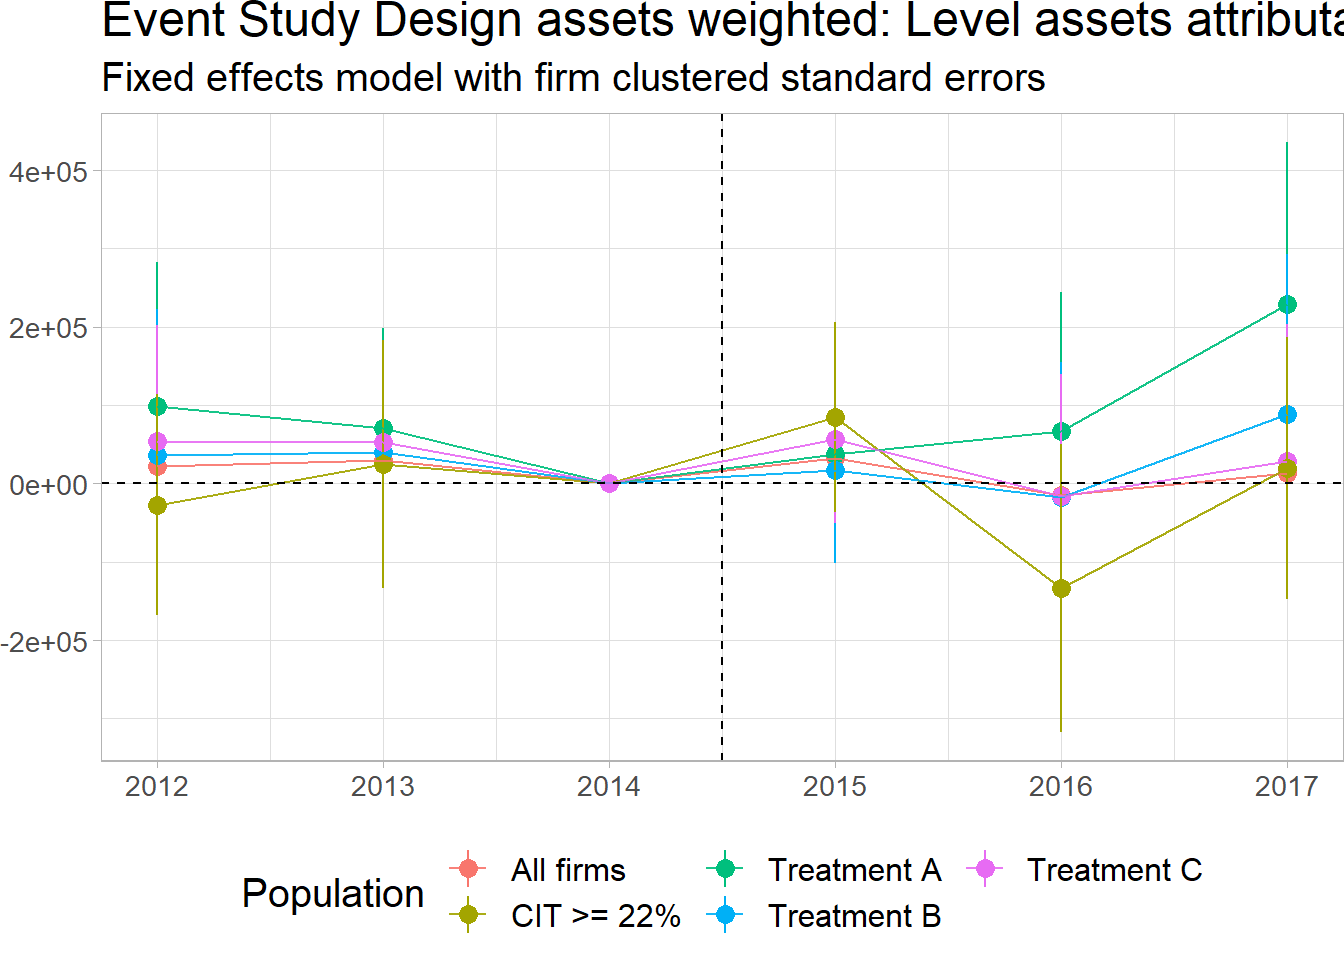 Event Study Design assets weighted: Level assets attributa
Fixed effects model with firm clustered standard errors
4e+05
2e+05
0e+00
-2e+05
2012 2013 2014 2015 2016 2017
Population
All firms
Treatment A
Treatment C
CIT >= 22%
Treatment B